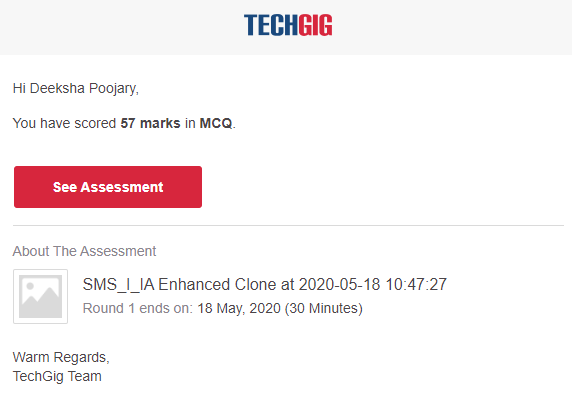 TECHGIG
Hi Deeksha Poojary,
You have scored 57 marks in MCQ.
See Assessment
About The Assessment
SMS_I_IA Enhanced Clone at 2020-05-18 10:47:27
Round 1 ends on: 18 May, 2020 (30 Minutes)
Warm Regards,
TechGig Team